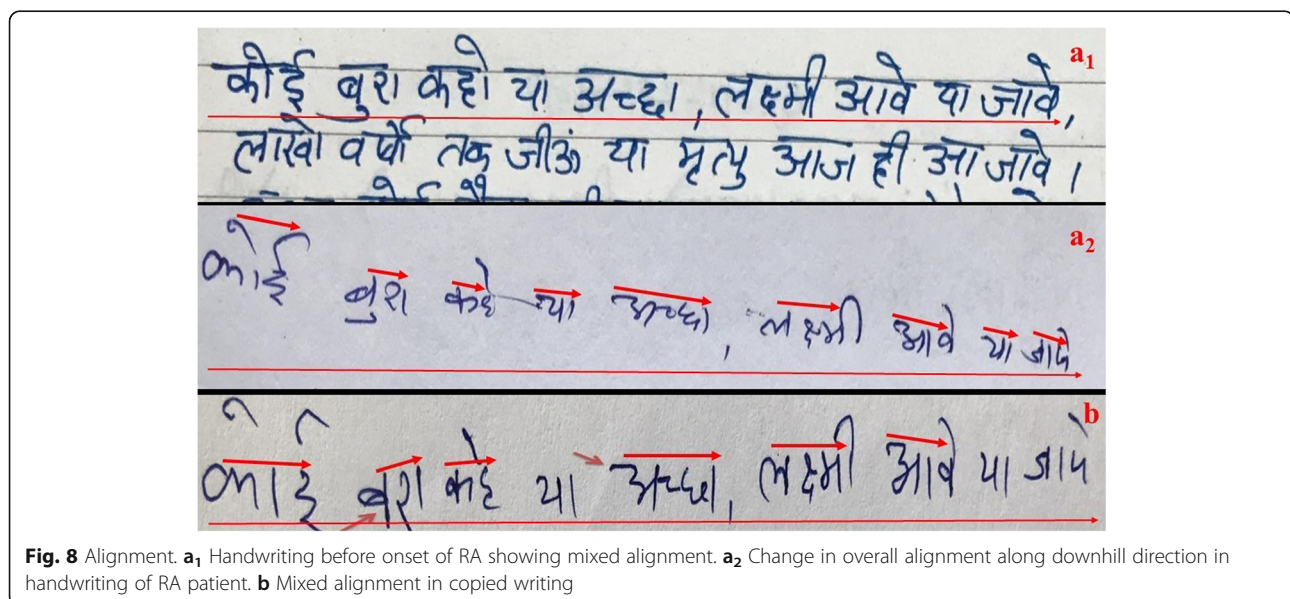 a1
कोई बुरा कहो या अच्छा, लक्ष्मी आवे या जावे,
लाखो वर्षो तक जीऊं या मृत्यु आज ही आ जावे।
a2
कोई बुरा कहे या अच्छा, लक्ष्मी आवे या जावे
b
कोई बुरा कहे या अच्छा, लक्ष्मी आवे या जावे
Fig. 8 Alignment. a1 Handwriting before onset of RA showing mixed alignment. a2 Change in overall alignment along downhill direction in
handwriting of RA patient. b Mixed alignment in copied writing